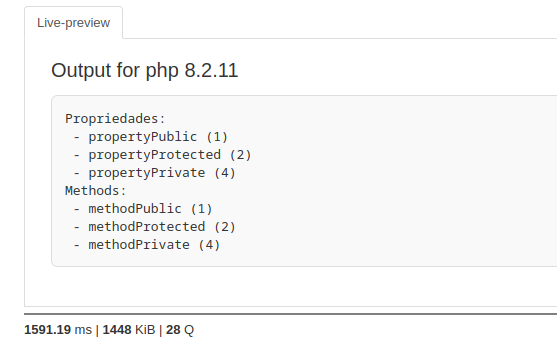 Live-preview
Output for php 8.2.11
Propriedades:
- propertyPublic (1)
- propertyProtected (2)
- propertyPrivate (4)
Methods:
- methodPublic (1)
- methodProtected (2)
- methodPrivate (4)
1591.19 ms | 1448 KiB | 28 Q